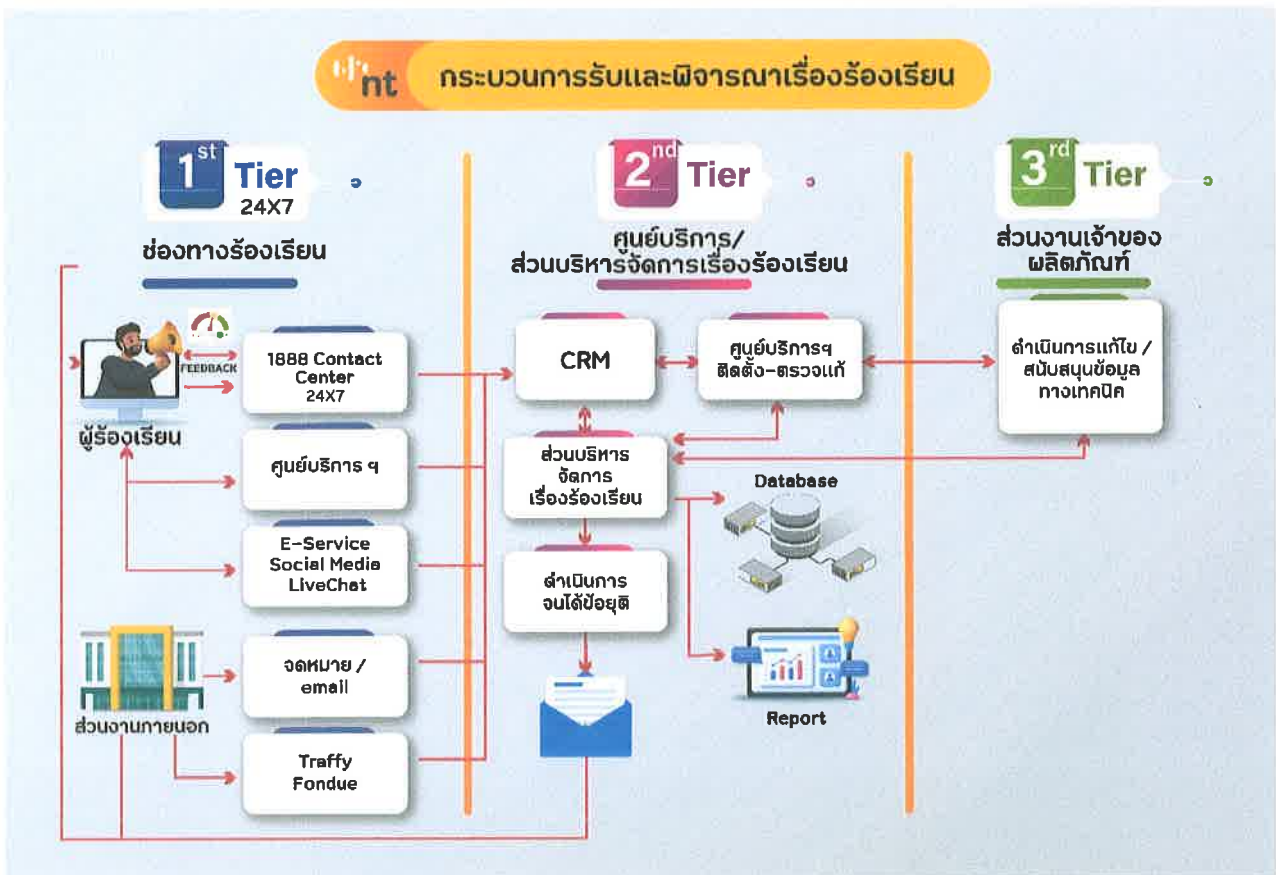 nt กระบวนการรับและพิจารณาเรื่องร้องเรียน
1st Tier
24X7
ช่องทางร้องเรียน
FEEDBACK
ผู้ร้องเรียน
1888 Contact
Center
24X7
ศูนย์บริการ ฯ
E-Service
Social Media
LiveChat
ส่วนงานภายนอก
จดหมาย /
email
Traffy
Fondue
2nd Tier
ศูนย์บริการ/
ส่วนบริหารจัดการเรื่องร้องเรียน
CRM
ศูนย์บริการฯ
ติดตั้ง-ตรวจแก้
ส่วนบริหาร
จัดการ
เรื่องร้องเรียน
ดำเนินการ
จนได้ข้อยุติ
Database
Report
3rd Tier
ส่วนงานเจ้าของ
ผลิตภัณฑ์
ดำเนินการแก้ไข /
สนับสนุนข้อมูล
ทางเทคนิค